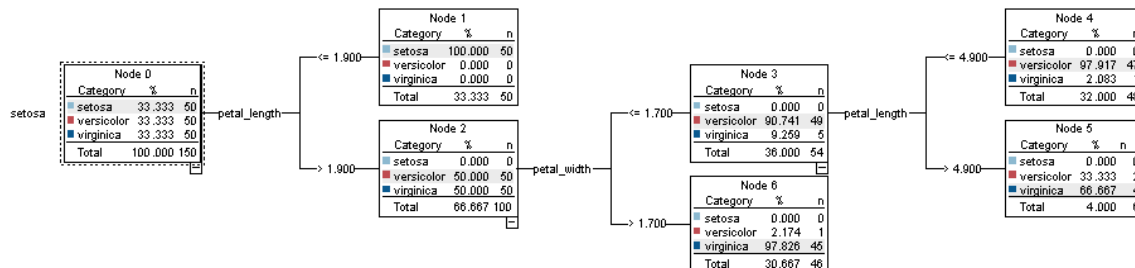 setosa
Node 0
Category % n
setosa 33.333 50
versicolor 33.333 50
virginica 33.333 50
Total 100.000 150
petal_length
<= 1.900
Node 1
Category % n
setosa 100.000 50
versicolor 0.000 0
virginica 0.000 0
Total 33.333 50
> 1.900
Node 2
Category % n
setosa 0.000 0
versicolor 50.000 50
virginica 50.000 50
Total 66.667 100
petal_width
<= 1.700
Node 3
Category % n
setosa 0.000 0
versicolor 90.741 49
virginica 9.259 5
Total 36.000 54
> 1.700
Node 6
Category % n
setosa 0.000 0
versicolor 2.174 1
virginica 97.826 45
Total 30.667 46
petal_length
<= 4.900
Node 4
Category % n
setosa 0.000
versicolor 97.917
virginica 2.083
Total 32.000
> 4.900
Node 5
Category % n
setosa 0.000
versicolor 33.333
virginica 66.667
Total 4.000